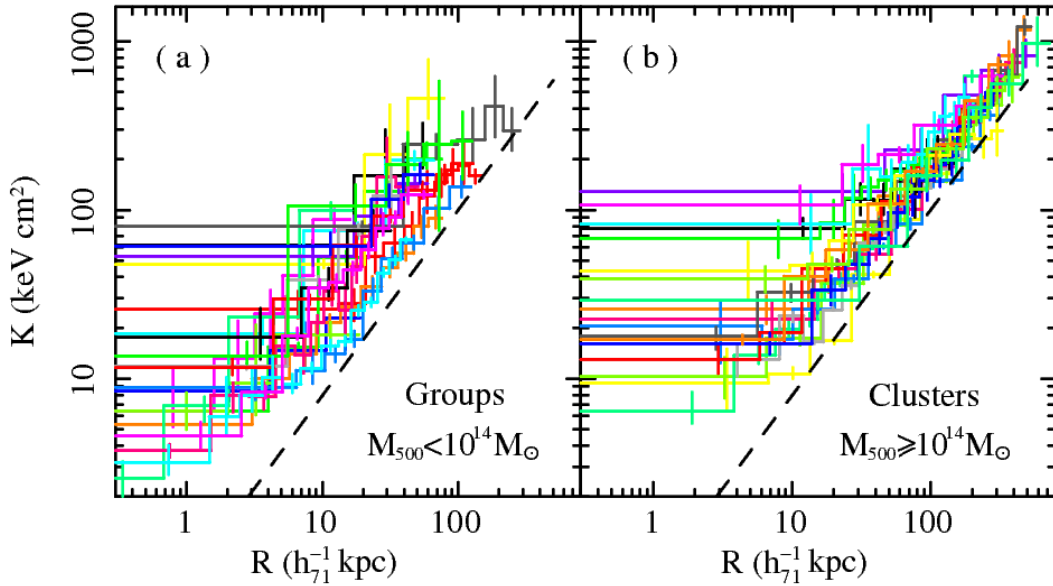 1000
100
10
K (keV cm²)
( a )
Groups
M₅₀₀<10¹⁴M☉
1 10 100
R (h₇₁⁻¹ kpc)
( b )
Clusters
M₅₀₀⩾10¹⁴M☉
1 10 100
R (h₇₁⁻¹ kpc)